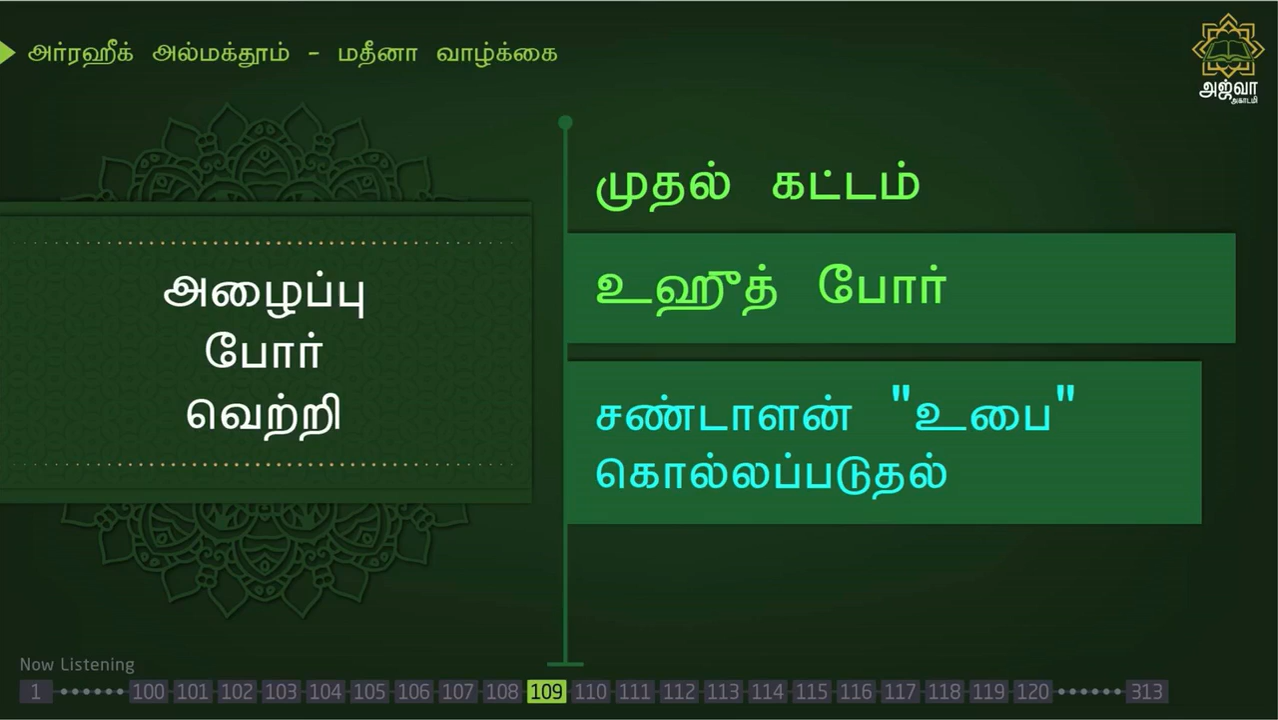 அர்ரஹீக் அல்மக்தூம் - மதீனா வாழ்க்கை
அஜ்வா
அகாடமி
முதல் கட்டம்
உஹுத் போர்
அழைப்பு
போர்
வெற்றி
சண்டாளன் "உபை"
கொல்லப்படுதல்
Now Listening
1 100 101 102 103 104 105 106 107 108 109 110 111 112 113 114 115 116 117 118 119 120 313